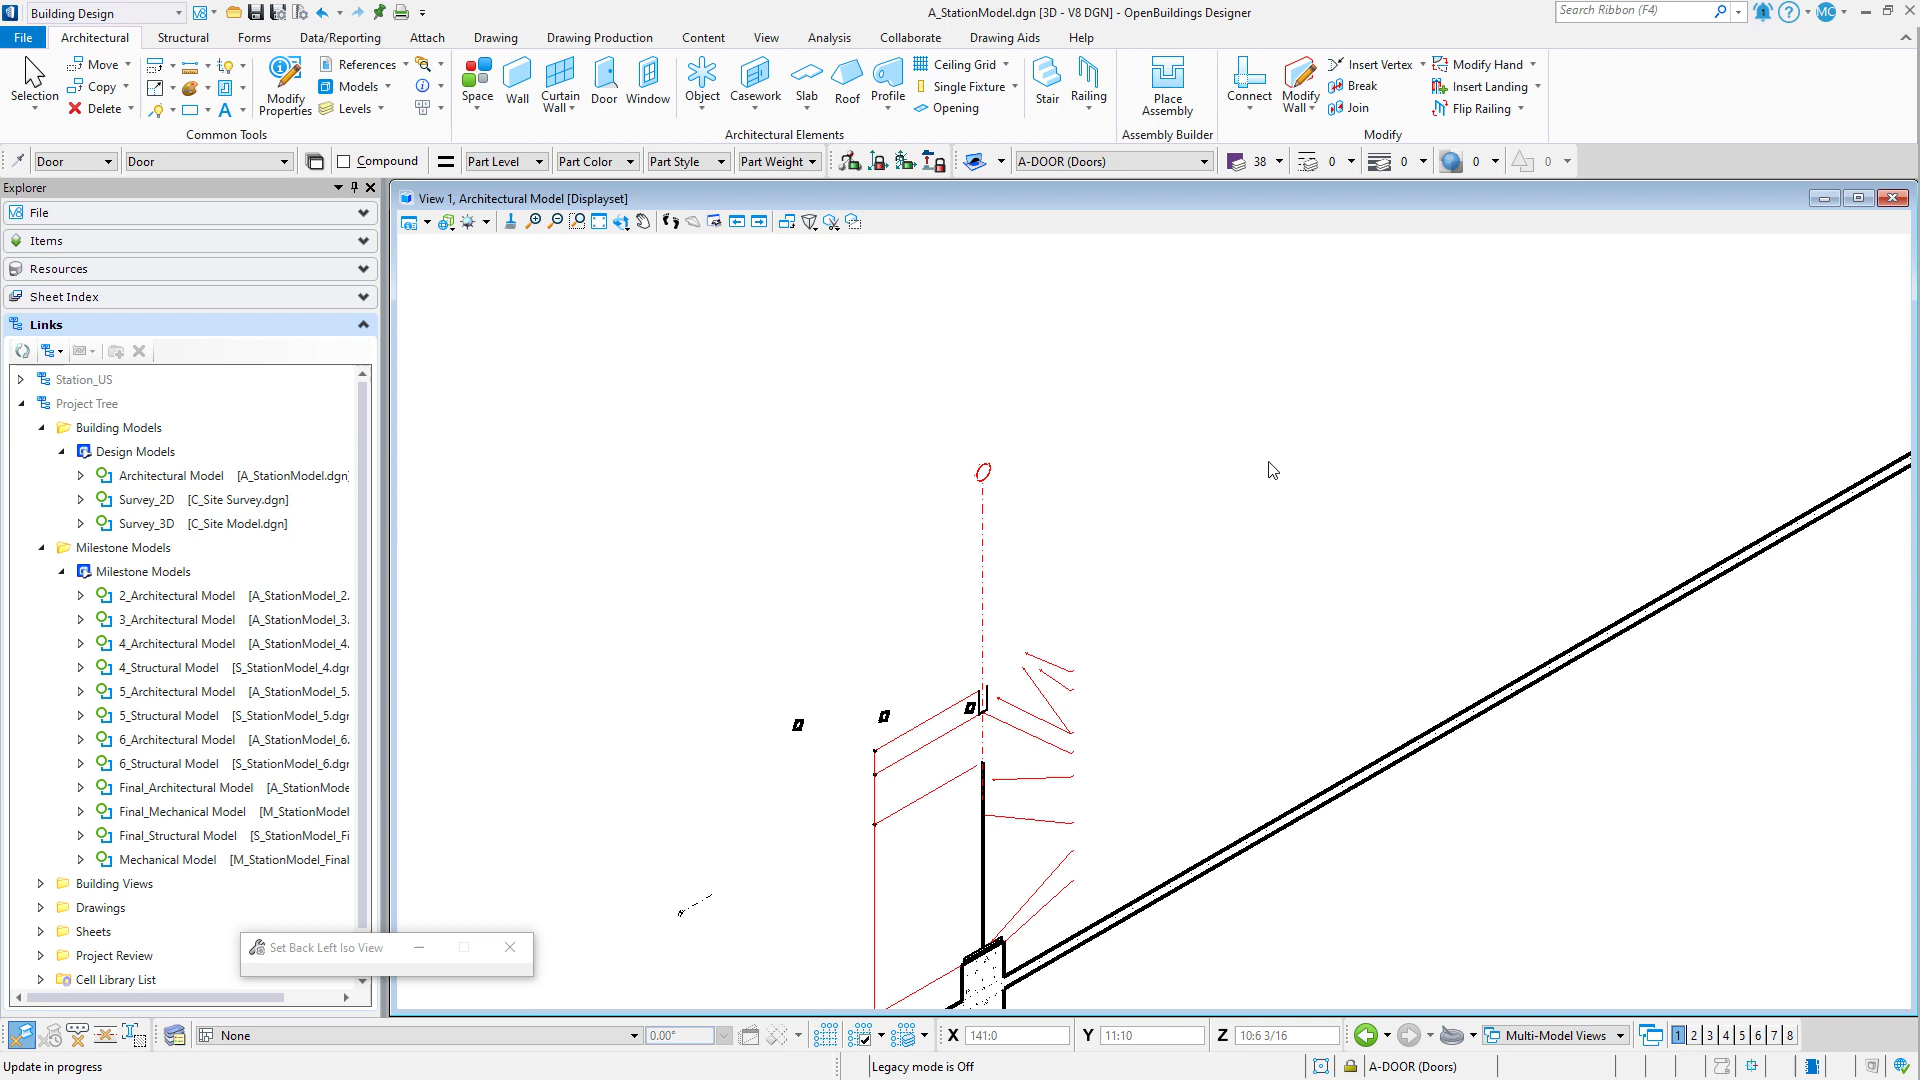 Building Design
A_StationModel.dgn [3D - V8 DGN] - OpenBuildings Designer
Search Ribbon (F4)
MC
File
Architectural
Structural
Forms
Data/Reporting
Attach
Drawing
Drawing Production
Content
View
Analysis
Collaborate
Drawing Aids
Help
Selection
Move
Copy
Delete
Modify
Properties
References
Models
Levels
Common Tools
Space
Wall
Curtain
Wall
Door
Window
Object
Casework
Slab
Roof
Profile
Ceiling Grid
Single Fixture
Opening
Stair
Railing
Architectural Elements
Place
Assembly
Assembly Builder
Connect
Modify
Wall
Insert Vertex
Break
Join
Modify Hand
Insert Landing
Flip Railing
Modify
Door
Door
Compound
Part Level
Part Color
Part Style
Part Weight
A-DOOR (Doors)
38
0
0
0
0
Explorer
File
Items
Resources
Sheet Index
Links
Station_US
Project Tree
Building Models
Design Models
Architectural Model [A_StationModel.dgn]
Survey_2D [C_Site Survey.dgn]
Survey_3D [C_Site Model.dgn]
Milestone Models
Milestone Models
2_Architectural Model [A_StationModel_2.
3_Architectural Model [A_StationModel_3.
4_Architectural Model [A_StationModel_4.
4_Structural Model [S_StationModel_4.dgr
5_Architectural Model [A_StationModel_5.
5_Structural Model [S_StationModel_5.dgr
6_Architectural Model [A_StationModel_6.
6_Structural Model [S_StationModel_6.dgr
Final_Architectural Model [A_StationMode
Final_Mechanical Model [M_StationModel
Final_Structural Model [S_StationModel_Fi
Mechanical Model [M_StationModel_Final
Building Views
Drawings
Sheets
Project Review
Cell Library List
View 1, Architectural Model [Displayset]
Set Back Left Iso View
None
0.00°
X 141:0
Y 11:10
Z 10:6 3/16
Multi-Model Views
1 2 3 4 5 6 7 8
Update in progress
Legacy mode is Off
A-DOOR (Doors)